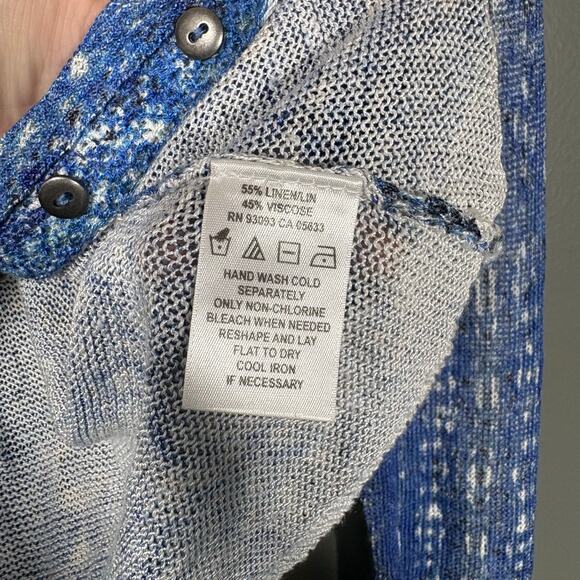 55% LINEN/LIN
45% VISCOSE
RN 93093 CA 05633
HAND WASH COLD
SEPARATELY
ONLY NON-CHLORINE
BLEACH WHEN NEEDED
RESHAPE AND LAY
FLAT TO DRY
COOL IRON
IF NECESSARY